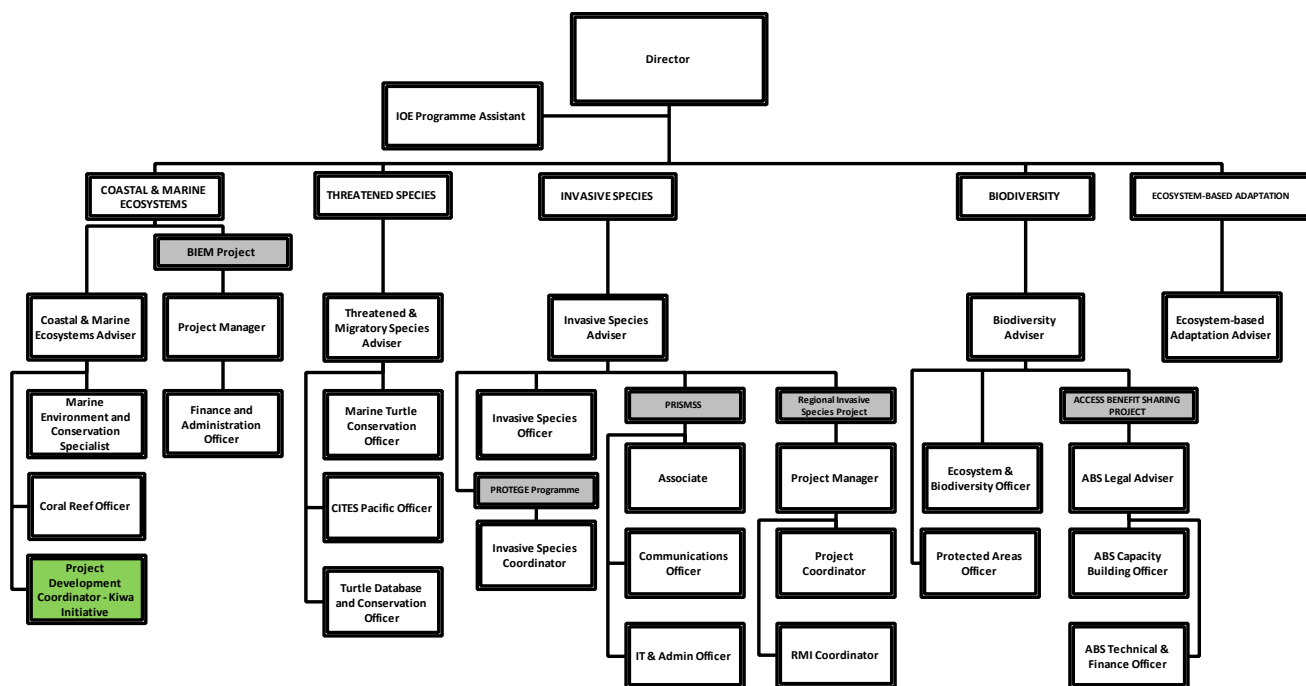 Director
IOE Programme Assistant
COASTAL & MARINE
ECOSYSTEMS
THREATENED SPECIES
INVASIVE SPECIES
BIODIVERSITY
ECOSYSTEM-BASED ADAPTATION
BIEM Project
Coastal & Marine
Ecosystems Adviser
Project Manager
Threatened &
Migratory Species
Adviser
Invasive Species
Adviser
Biodiversity
Adviser
Ecosystem-based
Adaptation Adviser
Marine
Environment and
Conservation
Specialist
Finance and
Administration
Officer
Marine Turtle
Conservation
Officer
Invasive Species
Officer
PRISMSS
Regional Invasive
Species Project
ACCESS BENEFIT SHARING
PROJECT
Coral Reef Officer
CITES Pacific Officer
PROTEGE Programme
Associate
Project Manager
Ecosystem &
Biodiversity Officer
ABS Legal Adviser
Project
Development
Coordinator - Kiwa
Initiative
Turtle Database
and Conservation
Officer
Invasive Species
Coordinator
Communications
Officer
Project
Coordinator
Protected Areas
Officer
ABS Capacity
Building Officer
IT & Admin Officer
RMI Coordinator
ABS Technical &
Finance Officer